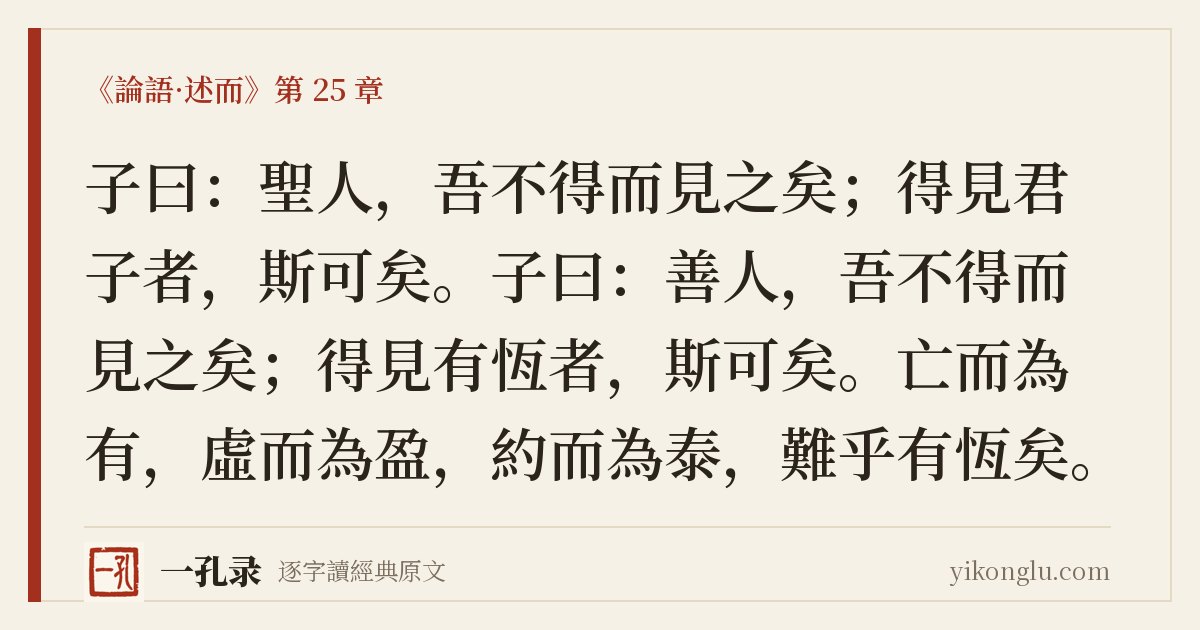 《論語·述而》第 25 章
子曰：聖人，吾不得而見之矣；得見君
子者，斯可矣。子曰：善人，吾不得而
見之矣；得見有恆者，斯可矣。亡而為
有，虛而為盈，約而為泰，難乎有恆矣。
一孔
一孔录 逐字讀經典原文
yikonglu.com